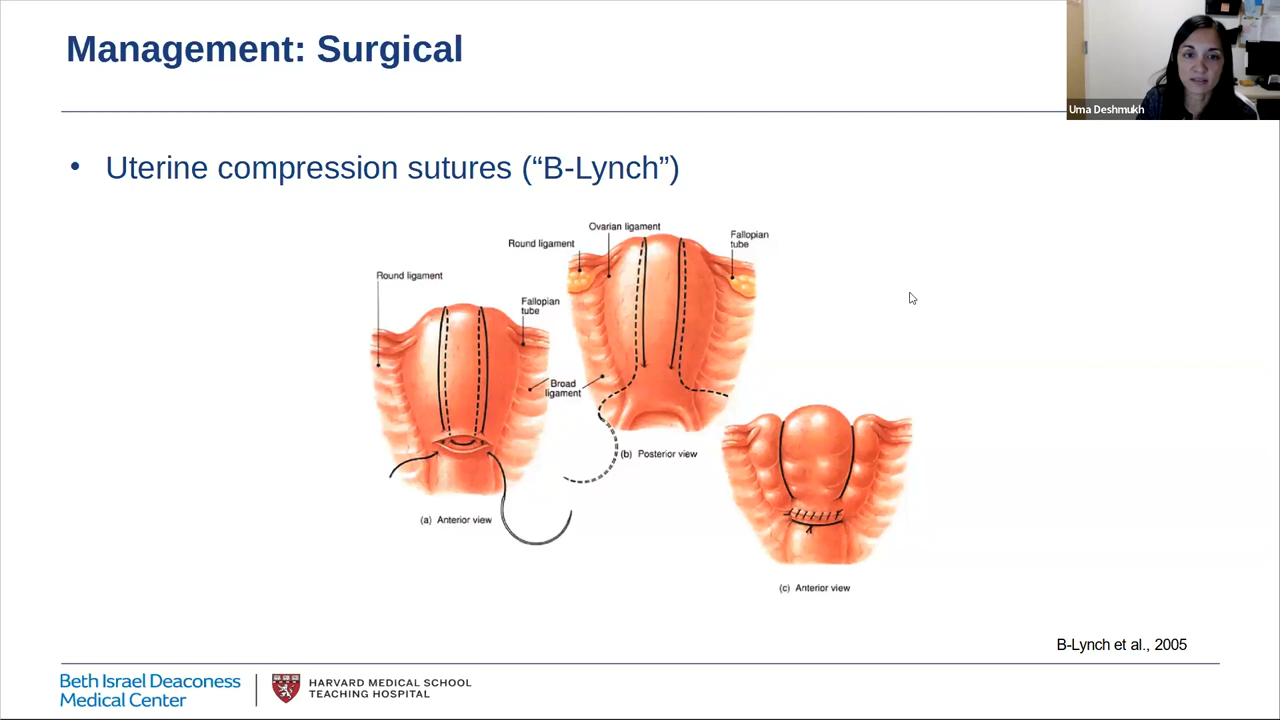 Management: Surgical
Uma Deshmukh
• Uterine compression sutures (“B-Lynch”)
Ovarian ligament
Round ligament
Fallopian
tube
Round ligament
Fallopian
tube
Broad
ligament
(b) Posterior view
(a) Anterior view
(c) Anterior view
B-Lynch et al., 2005
Beth Israel Deaconess
Medical Center
HARVARD MEDICAL SCHOOL
TEACHING HOSPITAL